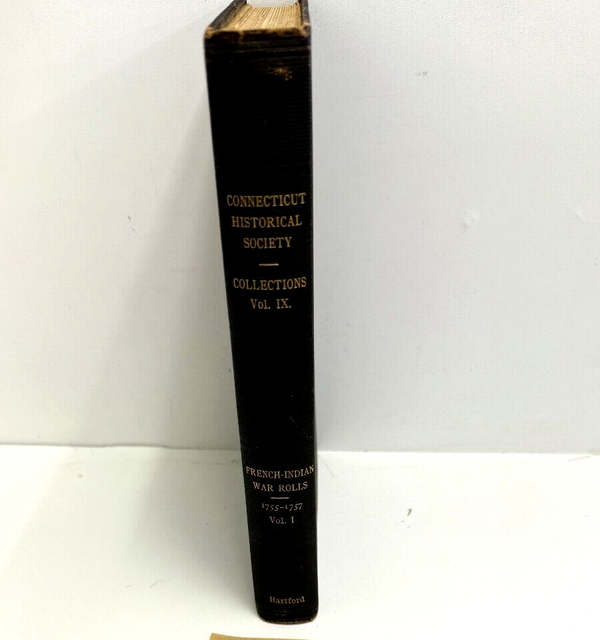 CONNECTICUT
HISTORICAL
SOCIETY
COLLECTIONS
Vol. IX.
FRENCH-INDIAN
WAR ROLLS
1755-1757
Vol. I
Hartford